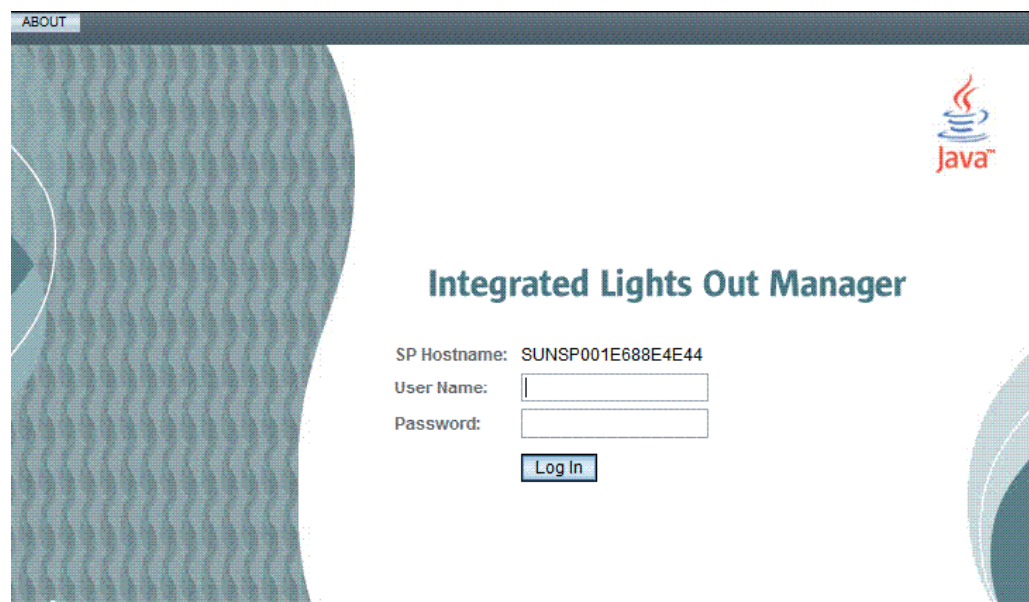 ABOUT
Java™
Integrated Lights Out Manager
SP Hostname: SUNSP001E688E4E44
User Name:
Password:
Log In